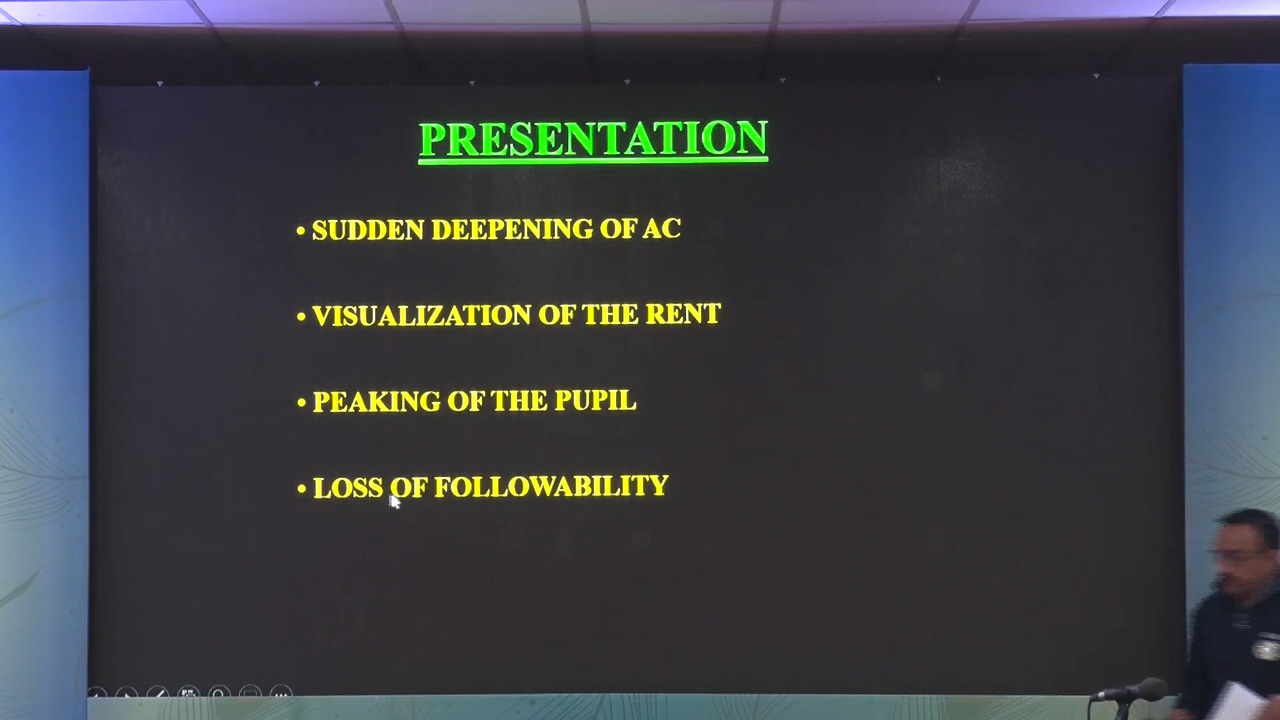 PRESENTATION
• SUDDEN DEEPENING OF AC
• VISUALIZATION OF THE RENT
• PEAKING OF THE PUPIL
• LOSS OF FOLLOWABILITY